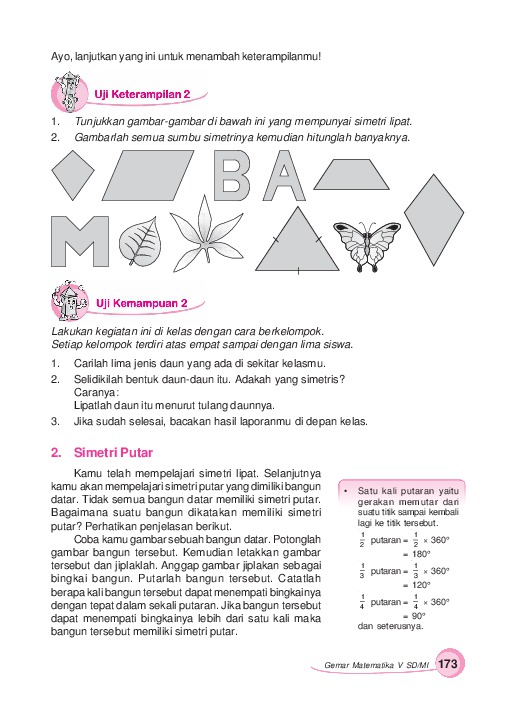 Ayo, lanjutkan yang ini untuk menambah keterampilanmu!
Uji Keterampilan 2
1. Tunjukkan gambar-gambar di bawah ini yang mempunyai simetri lipat.
2. Gambarlah semua sumbu simetrinya kemudian hitunglah banyaknya.
B A
M
Uji Kemampuan 2
Lakukan kegiatan ini di kelas dengan cara berkelompok.
Setiap kelompok terdiri atas empat sampai dengan lima siswa.
1. Carilah lima jenis daun yang ada di sekitar kelasmu.
2. Selidikilah bentuk daun-daun itu. Adakah yang simetris?
Caranya:
Lipatlah daun itu menurut tulang daunnya.
3. Jika sudah selesai, bacakan hasil laporanmu di depan kelas.
2. Simetri Putar
Kamu telah mempelajari simetri lipat. Selanjutnya
kamu akan mempelajari simetri putar yang dimiliki bangun
datar. Tidak semua bangun datar memiliki simetri putar.
Bagaimana suatu bangun dikatakan memiliki simetri
putar? Perhatikan penjelasan berikut.
Coba kamu gambar sebuah bangun datar. Potonglah
gambar bangun tersebut. Kemudian letakkan gambar
tersebut dan jiplaklah. Anggap gambar jiplakan sebagai
bingkai bangun. Putarlah bangun tersebut. Catatlah
berapa kali bangun tersebut dapat menempati bingkainya
dengan tepat dalam sekali putaran. Jika bangun tersebut
dapat menempati bingkainya lebih dari satu kali maka
bangun tersebut memiliki simetri putar.
• Satu kali putaran yaitu
gerakan memutar dari
suatu titik sampai kembali
lagi ke titik tersebut.
1/2 putaran = 1/2 × 360°
= 180°
1/3 putaran = 1/3 × 360°
= 120°
1/4 putaran = 1/4 × 360°
= 90°
dan seterusnya.
Gemar Matematika V SD/MI 173